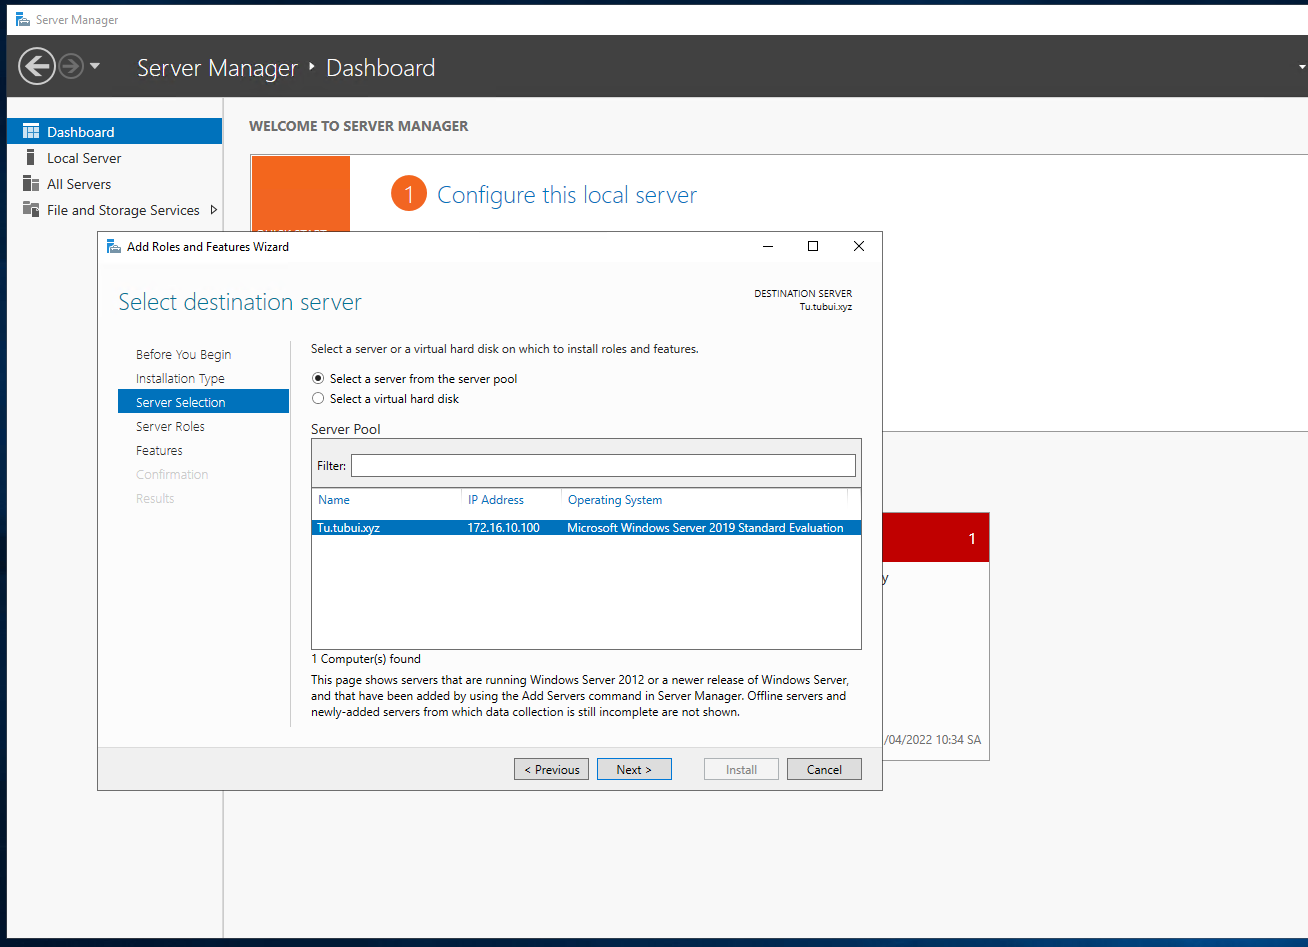 Server Manager
Server Manager ‣ Dashboard
Dashboard
Local Server
All Servers
File and Storage Services
WELCOME TO SERVER MANAGER
1 Configure this local server
Add Roles and Features Wizard
Select destination server
DESTINATION SERVER
Tu.tubui.xyz
Before You Begin
Installation Type
Server Selection
Server Roles
Features
Confirmation
Results
Select a server or a virtual hard disk on which to install roles and features.
Select a server from the server pool
Select a virtual hard disk
Server Pool
Filter:
Name IP Address Operating System
Tu.tubui.xyz 172.16.10.100 Microsoft Windows Server 2019 Standard Evaluation
1 Computer(s) found
This page shows servers that are running Windows Server 2012 or a newer release of Windows Server,
and that have been added by using the Add Servers command in Server Manager. Offline servers and
newly-added servers from which data collection is still incomplete are not shown.
< Previous
Next >
Install
Cancel
1
y
/04/2022 10:34 SA